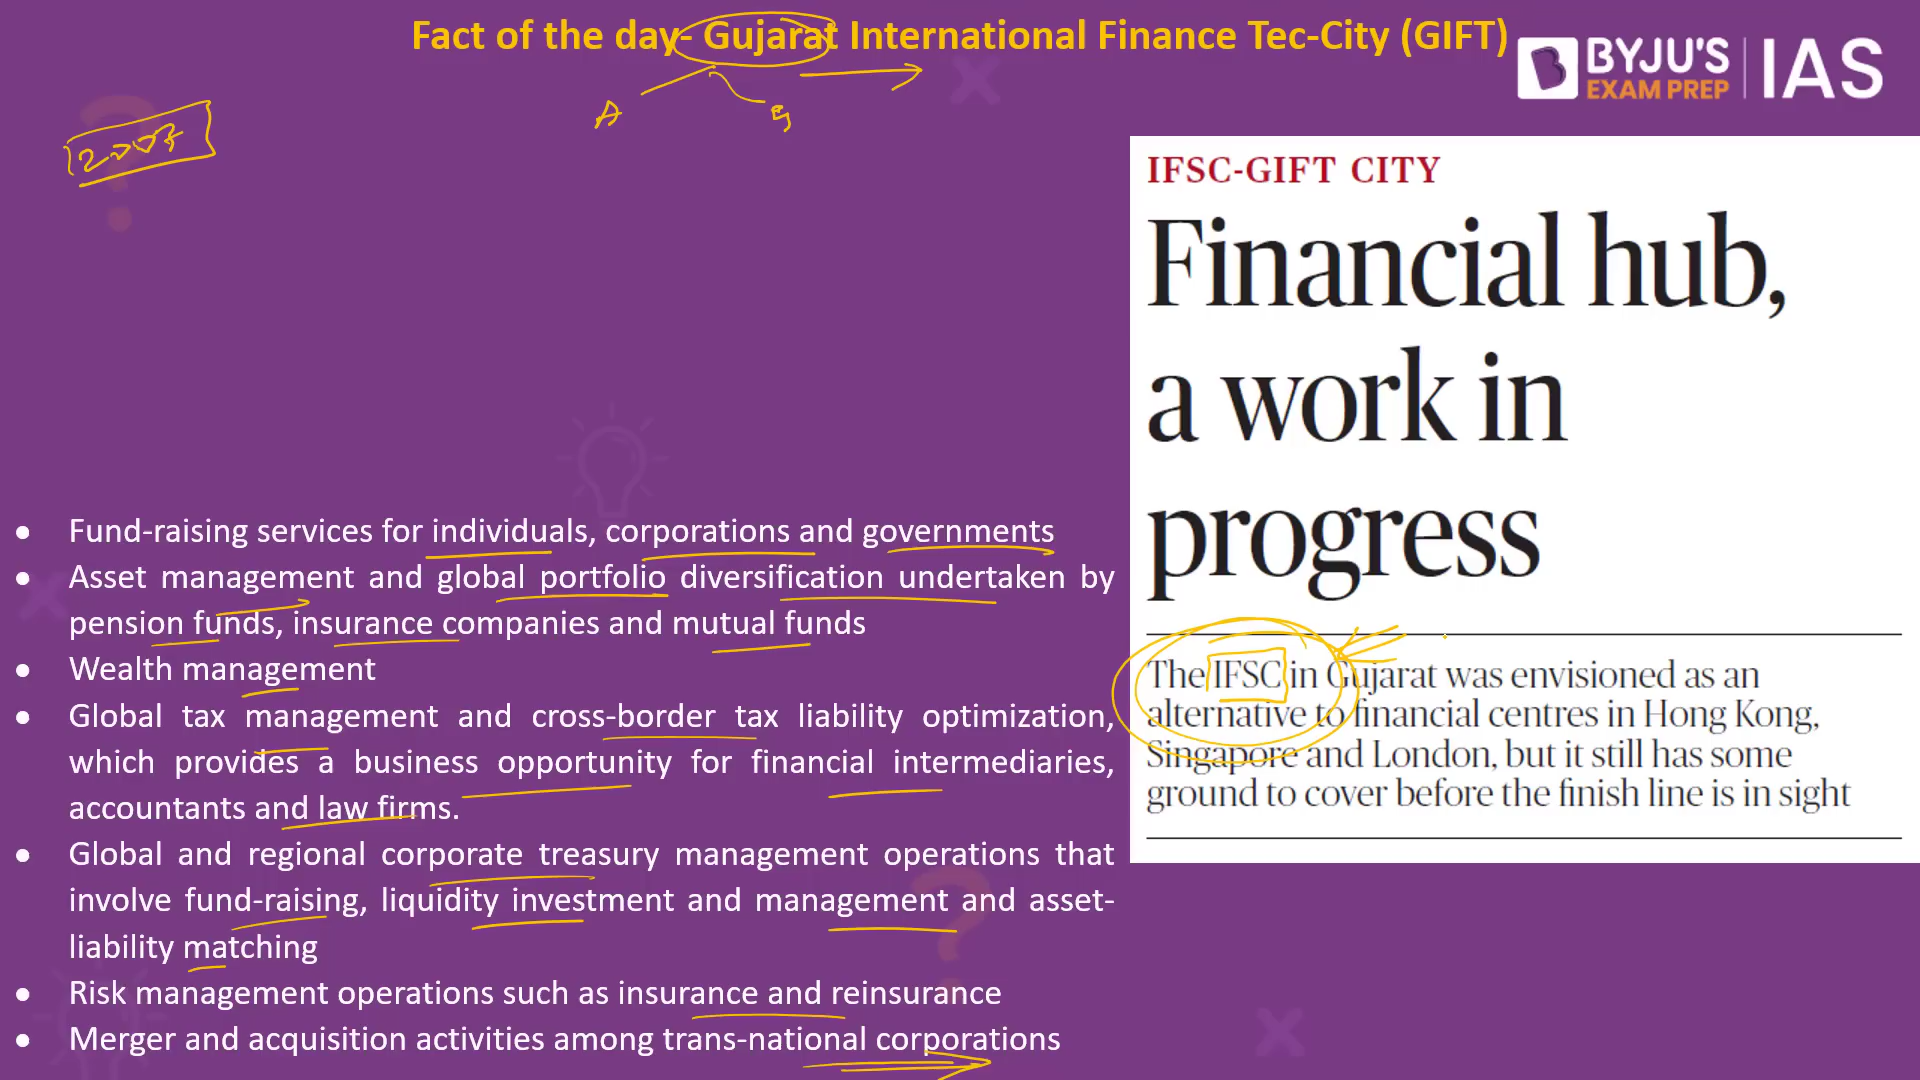 Fact of the day- Gujarat International Finance Tec-City (GIFT)
BYJU'S
EXAM PREP
IAS
A
G
2007
IFSC-GIFT CITY
Financial hub,
a work in
progress
The IFSC in Gujarat was envisioned as an
alternative to financial centres in Hong Kong,
Singapore and London, but it still has some
ground to cover before the finish line is in sight
• Fund-raising services for individuals, corporations and governments
• Asset management and global portfolio diversification undertaken by
pension funds, insurance companies and mutual funds
• Wealth management
• Global tax management and cross-border tax liability optimization,
which provides a business opportunity for financial intermediaries,
accountants and law firms.
• Global and regional corporate treasury management operations that
involve fund-raising, liquidity investment and management and asset-
liability matching
• Risk management operations such as insurance and reinsurance
• Merger and acquisition activities among trans-national corporations